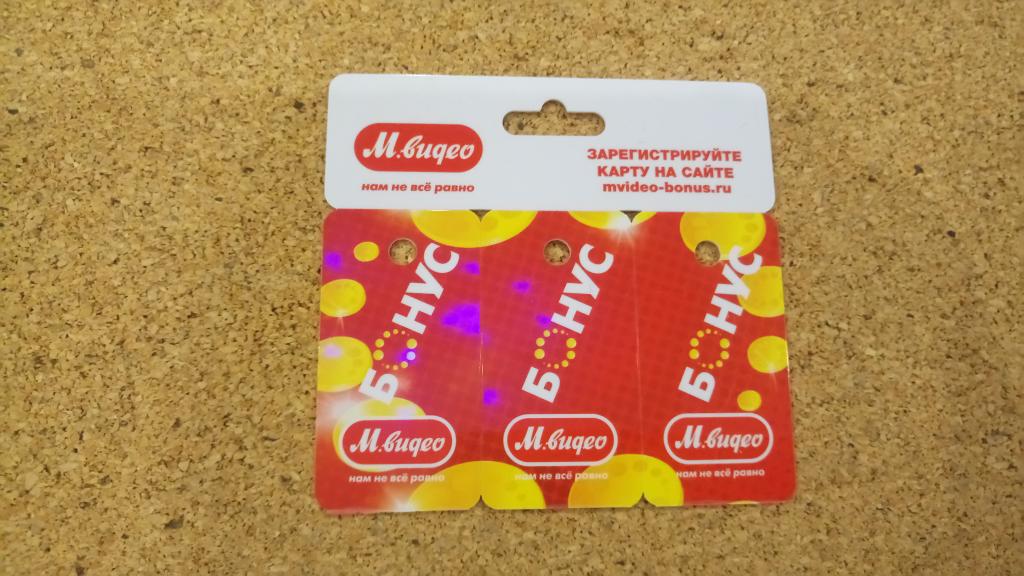 М.видео
нам не всё равно
ЗАРЕГИСТРИРУЙТЕ
КАРТУ НА САЙТЕ
mvideo-bonus.ru
БОНУС
М.видео
нам не всё равно
БОНУС
М.видео
нам не всё равно
БОНУС
М.видео
нам не всё равно